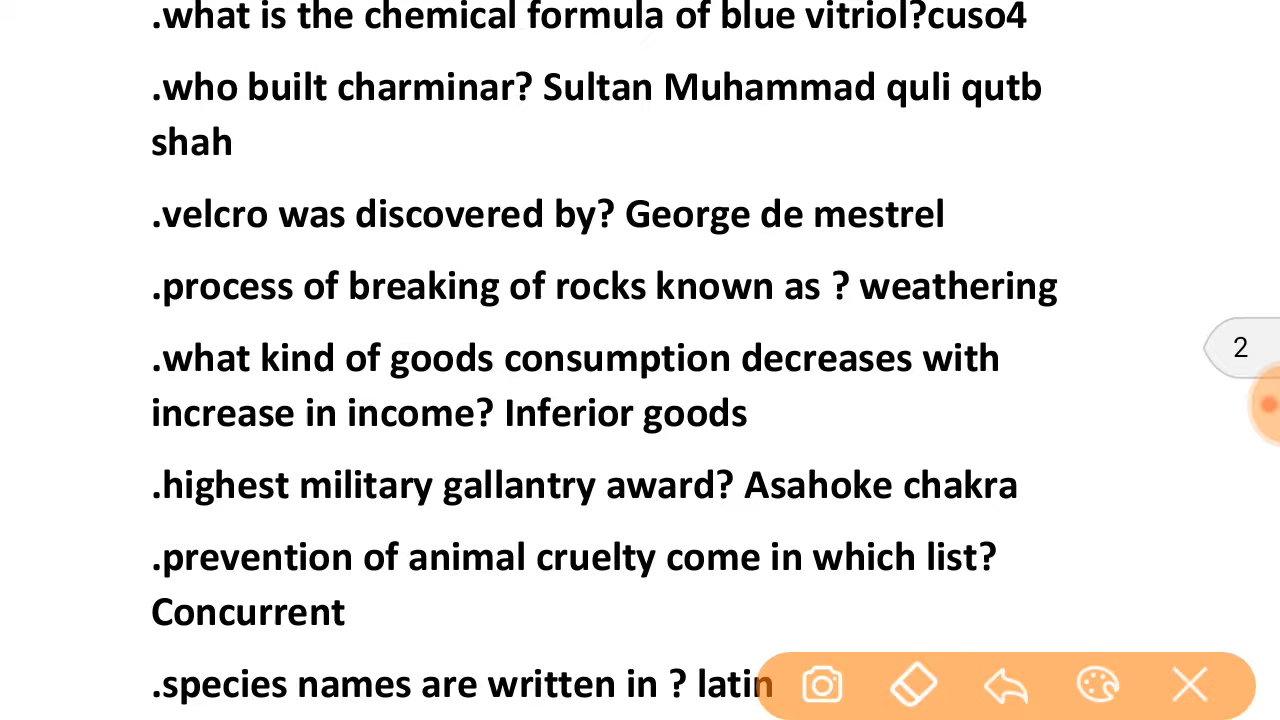 .what is the chemical formula of blue vitriol?cuso4
.who built charminar? Sultan Muhammad quli qutb
shah
.velcro was discovered by? George de mestrel
.process of breaking of rocks known as ? weathering
.what kind of goods consumption decreases with
increase in income? Inferior goods
.highest military gallantry award? Asahoke chakra
.prevention of animal cruelty come in which list?
Concurrent
.species names are written in ? latin
2